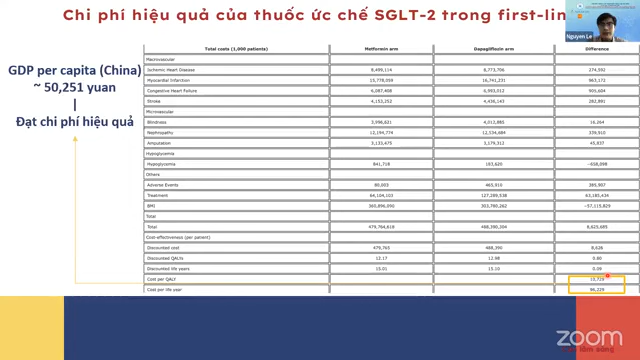 Chi phí hiệu quả của thuốc ức chế SGLT-2 trong first-lin
Nguyen Le
GDP per capita (China)
~ 50,251 yuan
|
Đạt chi phí hiệu quả
Total costs (1,000 patients) Metformin arm Dapagliflozin arm Difference
Macrovascular
Ischemic Heart Disease 8,499,114 8,773,706 274,592
Myocardial Infarction 15,778,059 16,741,231 963,172
Congestive Heart Failure 6,087,408 6,993,012 905,604
Stroke 4,153,252 4,436,143 282,891
Microvascular
Blindness 3,996,621 4,012,885 16,264
Nephropathy 12,194,774 12,534,684 339,910
Amputation 3,133,475 3,179,312 45,837
Hypoglycemia
Hypoglycemia 841,718 183,620 −658,098
Others
Adverse Events 80,003 465,910 385,907
Treatment 64,104,103 127,289,538 63,185,434
BMI 360,896,090 303,780,262 −57,115,829
Total
Total 479,764,618 488,390,304 8,625,685
Cost-effectiveness (per patient)
Discounted cost 479,765 488,390 8,626
Discounted QALYs 12.17 12.98 0.80
Discounted life years 15.01 15.10 0.09
Cost per QALY 10,729
Cost per life year 96,229
zoom